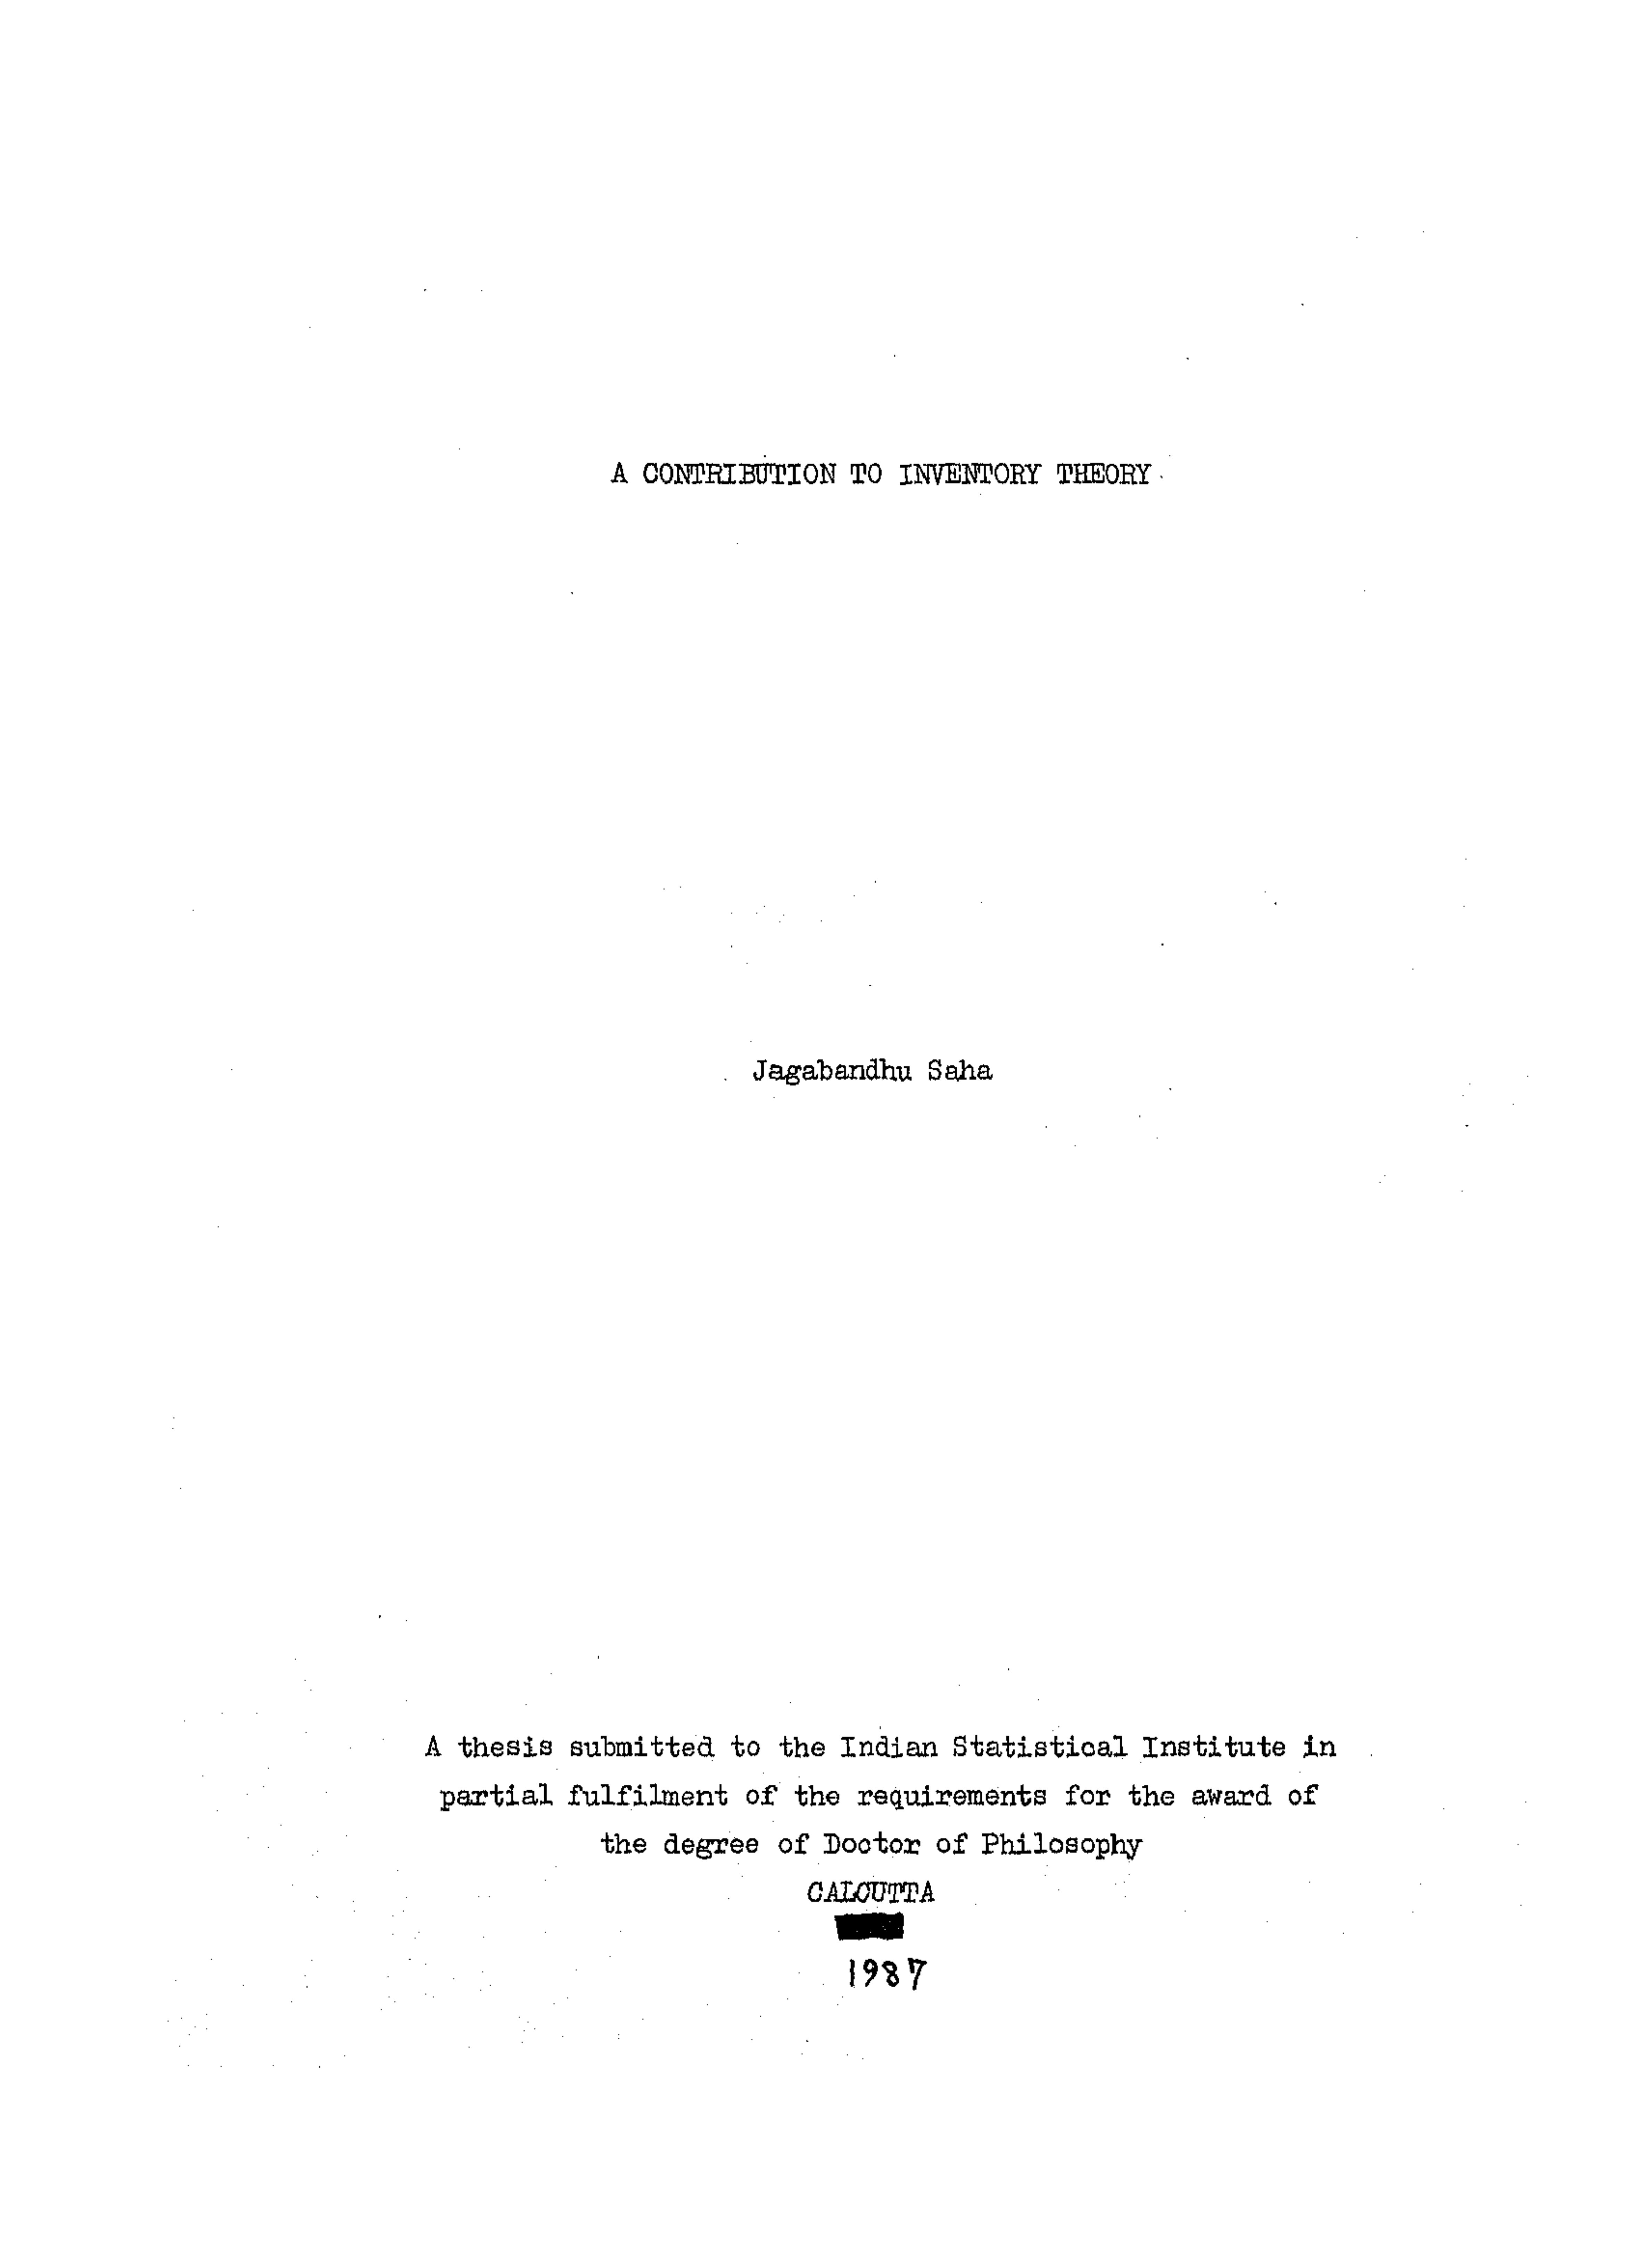 A CONTRIBUTION TO INVENTORY THEORY
Jagabandhu Saha
A thesis submitted to the Indian Statistical Institute in
partial fulfilment of the requirements for the award of
the degree of Doctor of Philosophy
CALCUTTA
1987